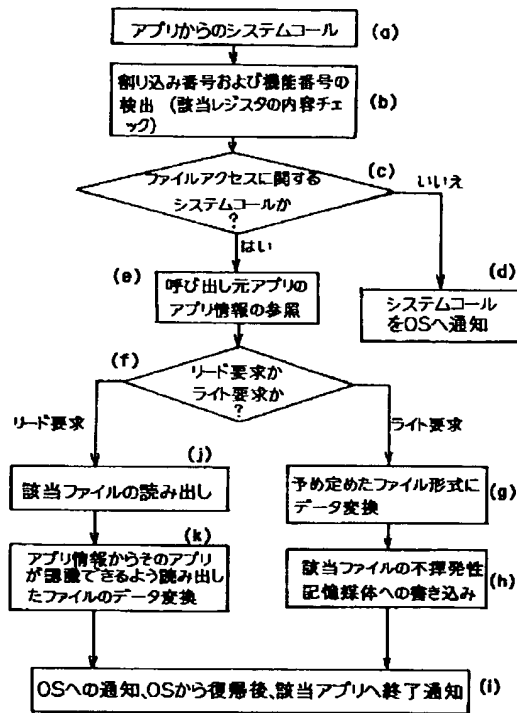 アプリからのシステムコール
(a)
割り込み番号および機能番号の
検出(該当レジスタの内容チェ
ック)
(b)
(c)
ファイルアクセスに関する
システムコールか
?
いいえ
はい
(d)
システムコール
をOSへ通知
(e)
呼び出し元アプリの
アプリ情報の参照
(f)
リード要求か
ライト要求か
?
リード要求
ライト要求
(j)
該当ファイルの読み出し
予め定めたファイル形式に
データ変換
(g)
(k)
アプリ情報からそのアプリ
が認識できるよう読み出し
たファイルのデータ変換
該当ファイルの不揮発性
記憶媒体への書き込み
(h)
OSへの通知、OSから復帰後、該当アプリへ終了通知
(i)